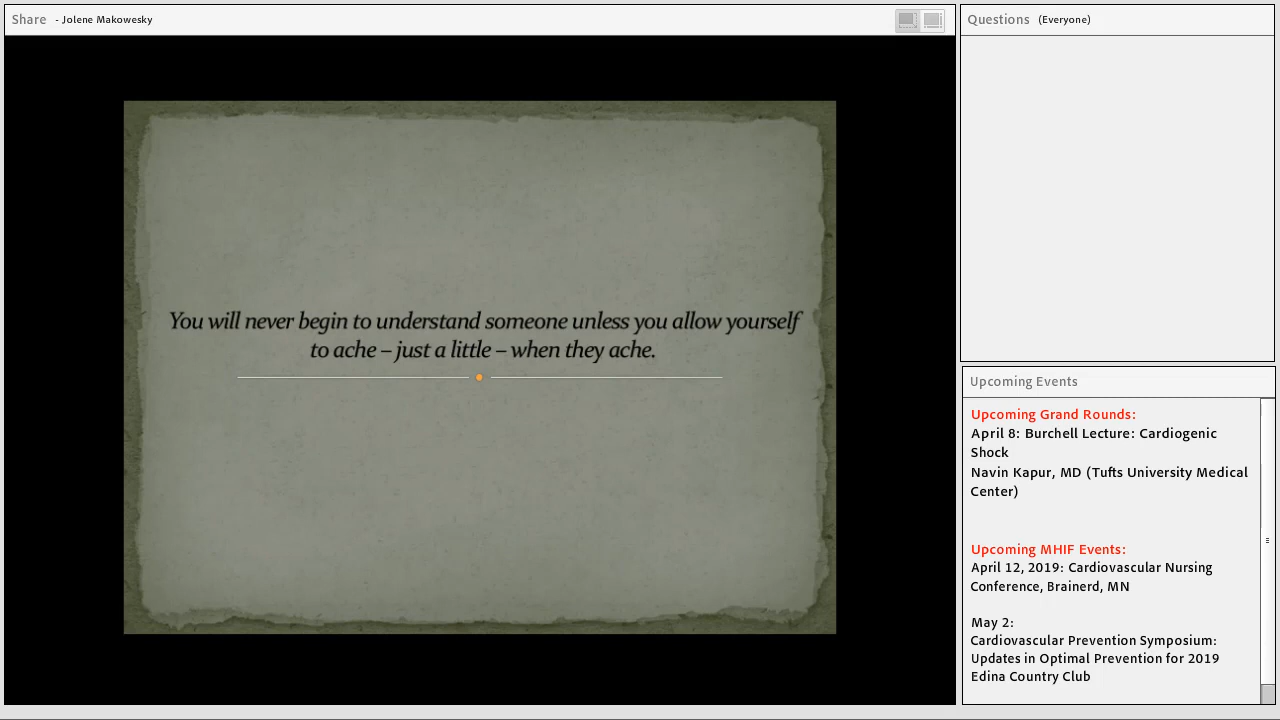 Share - Jolene Makowesky
You will never begin to understand someone unless you allow yourself
to ache – just a little – when they ache.
Questions (Everyone)
Upcoming Events
Upcoming Grand Rounds:
April 8: Burchell Lecture: Cardiogenic
Shock
Navin Kapur, MD (Tufts University Medical
Center)
Upcoming MHIF Events:
April 12, 2019: Cardiovascular Nursing
Conference, Brainerd, MN
May 2:
Cardiovascular Prevention Symposium:
Updates in Optimal Prevention for 2019
Edina Country Club